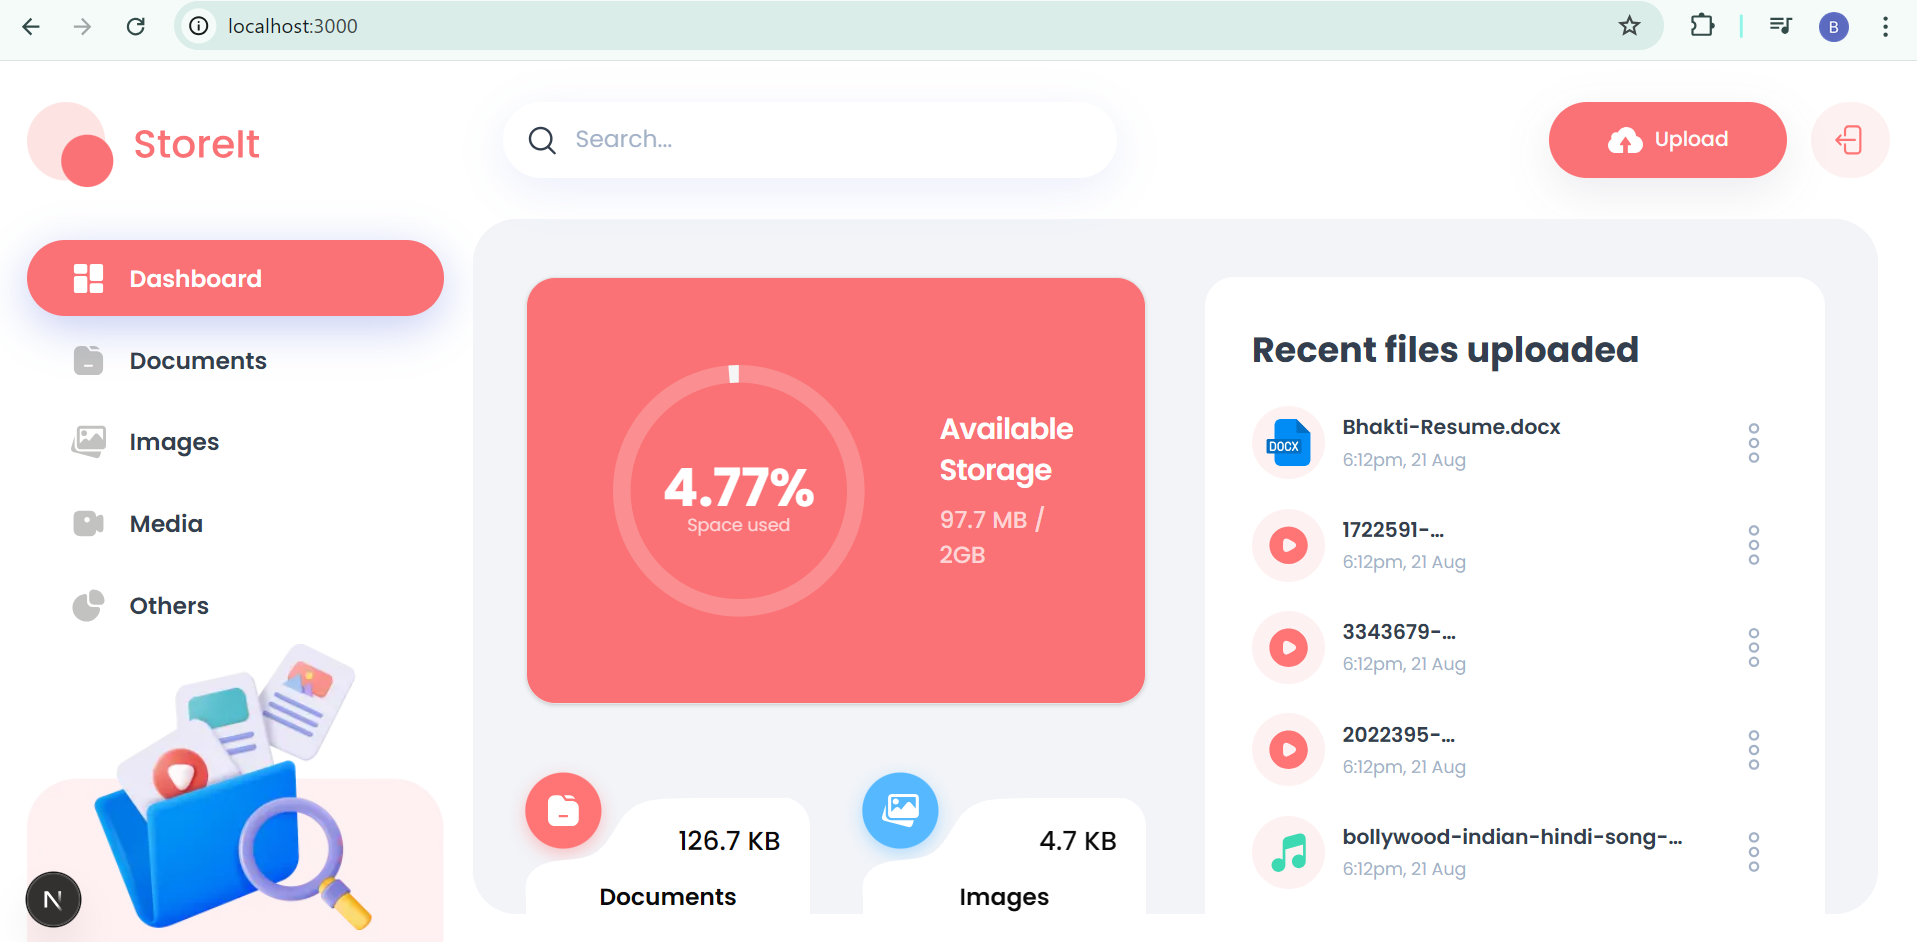 localhost:3000
B
StoreIt
Search...
Upload
Dashboard
Documents
Images
Media
Others
N
4.77%
Space used
Available
Storage
97.7 MB /
2GB
126.7 KB
Documents
4.7 KB
Images
Recent files uploaded
DOCX
Bhakti-Resume.docx
6:12pm, 21 Aug
1722591-...
6:12pm, 21 Aug
3343679-...
6:12pm, 21 Aug
2022395-...
6:12pm, 21 Aug
bollywood-indian-hindi-song-...
6:12pm, 21 Aug